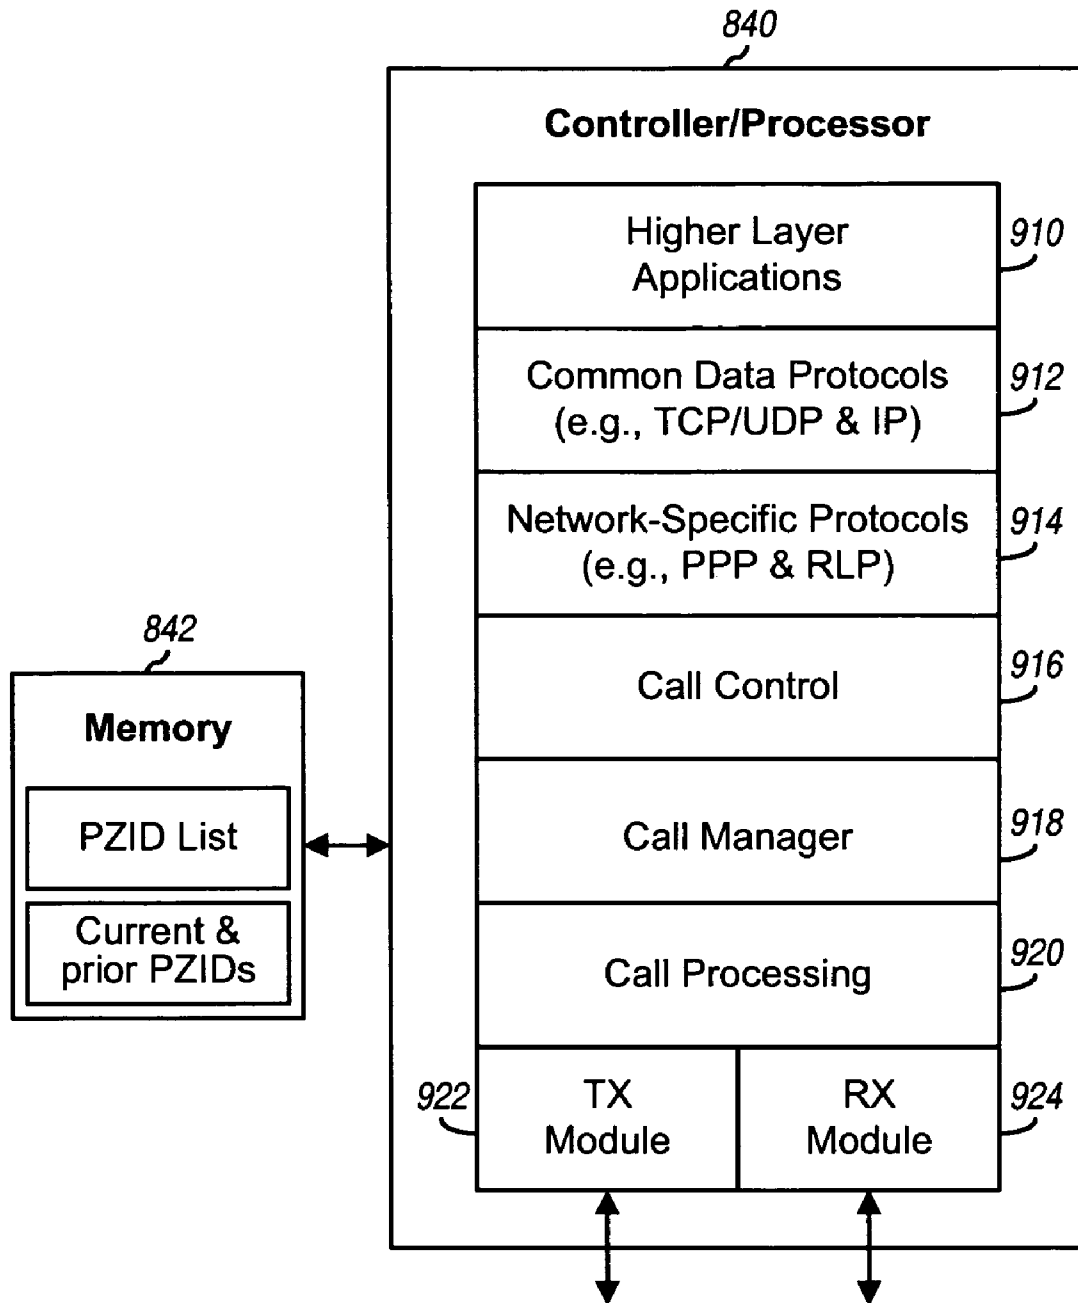 840
Controller/Processor
Higher Layer
Applications
910
Common Data Protocols
(e.g., TCP/UDP & IP)
912
Network-Specific Protocols
(e.g., PPP & RLP)
914
Call Control
916
842
Memory
PZID List
Current &
prior PZIDs
Call Manager
918
Call Processing
920
922
TX
Module
RX
Module
924